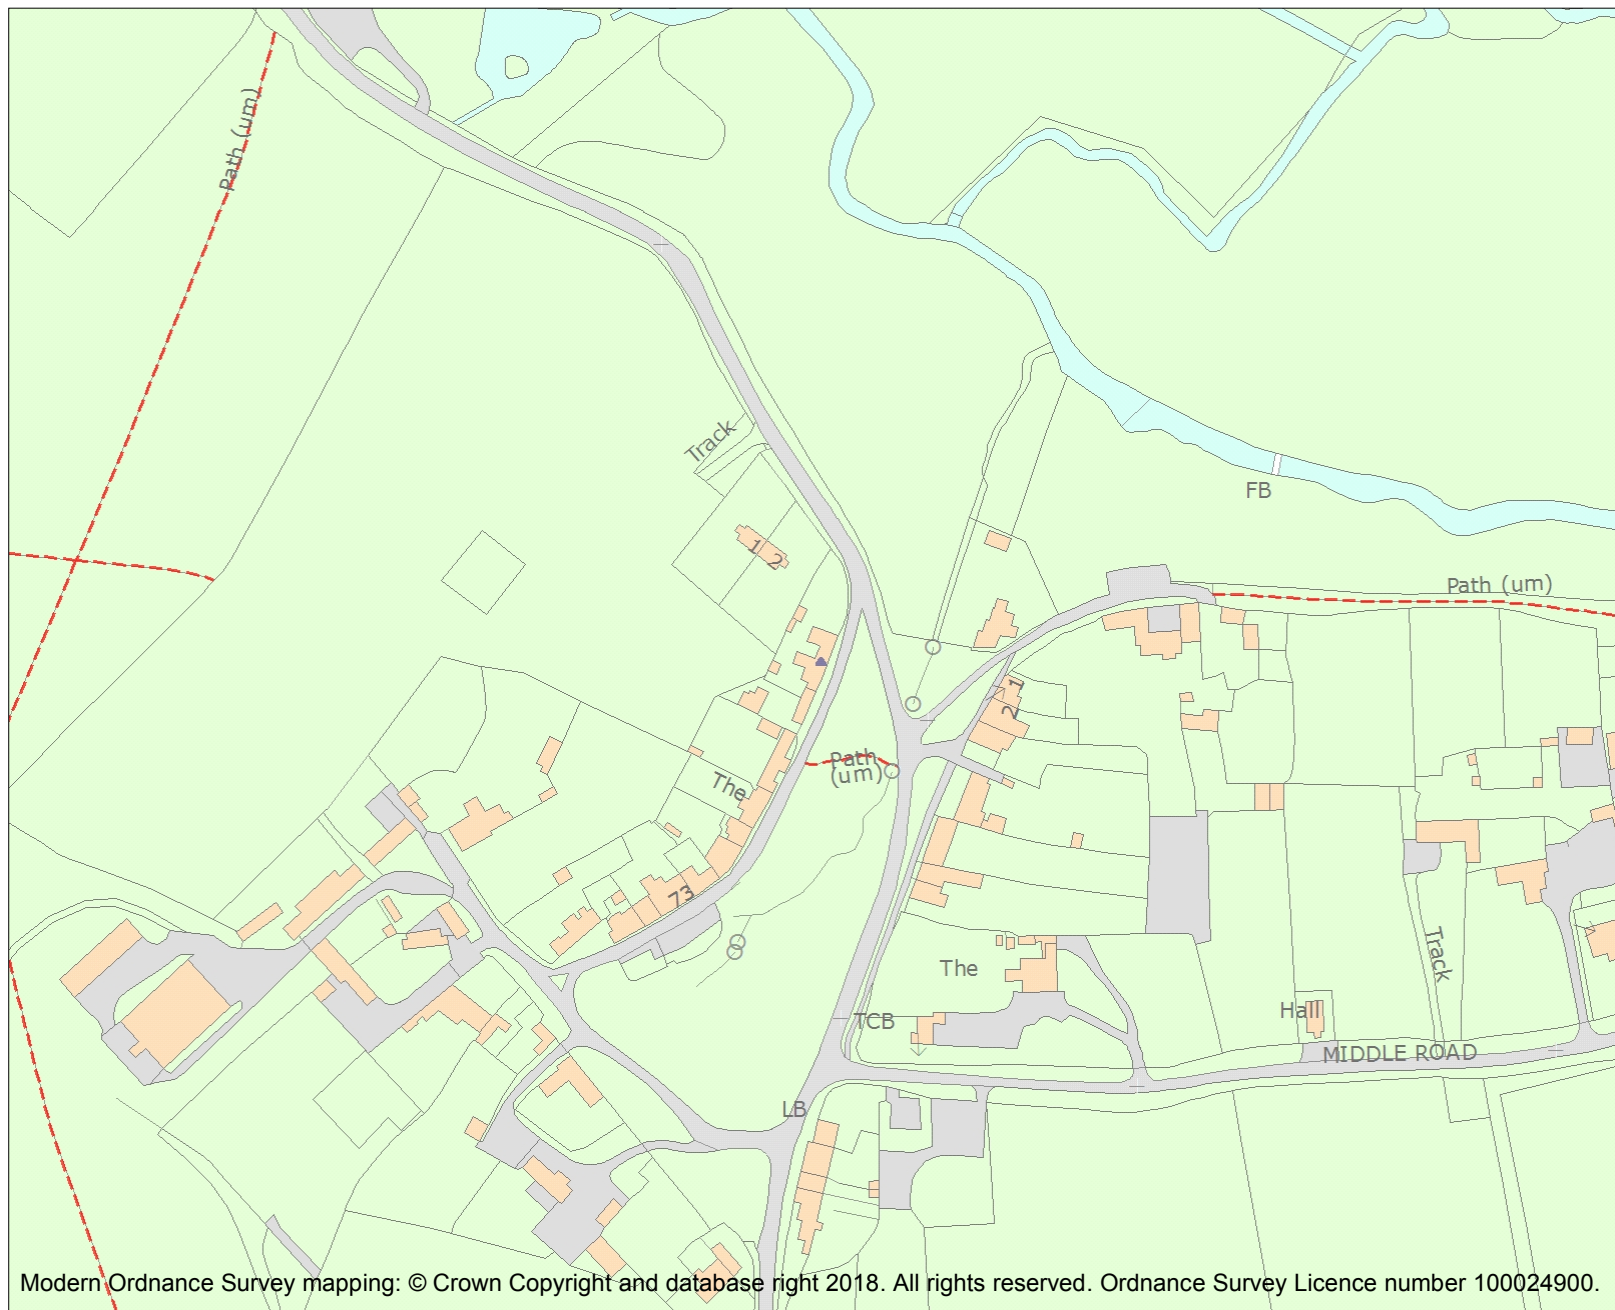 Path (um)
Track
FB
1
2
Path (um)
1
2
Path
(um)
The
73
Track
The
Hall
TCB
MIDDLE ROAD
LB
Modern Ordnance Survey mapping: © Crown Copyright and database right 2018. All rights reserved. Ordnance Survey Licence number 100024900.